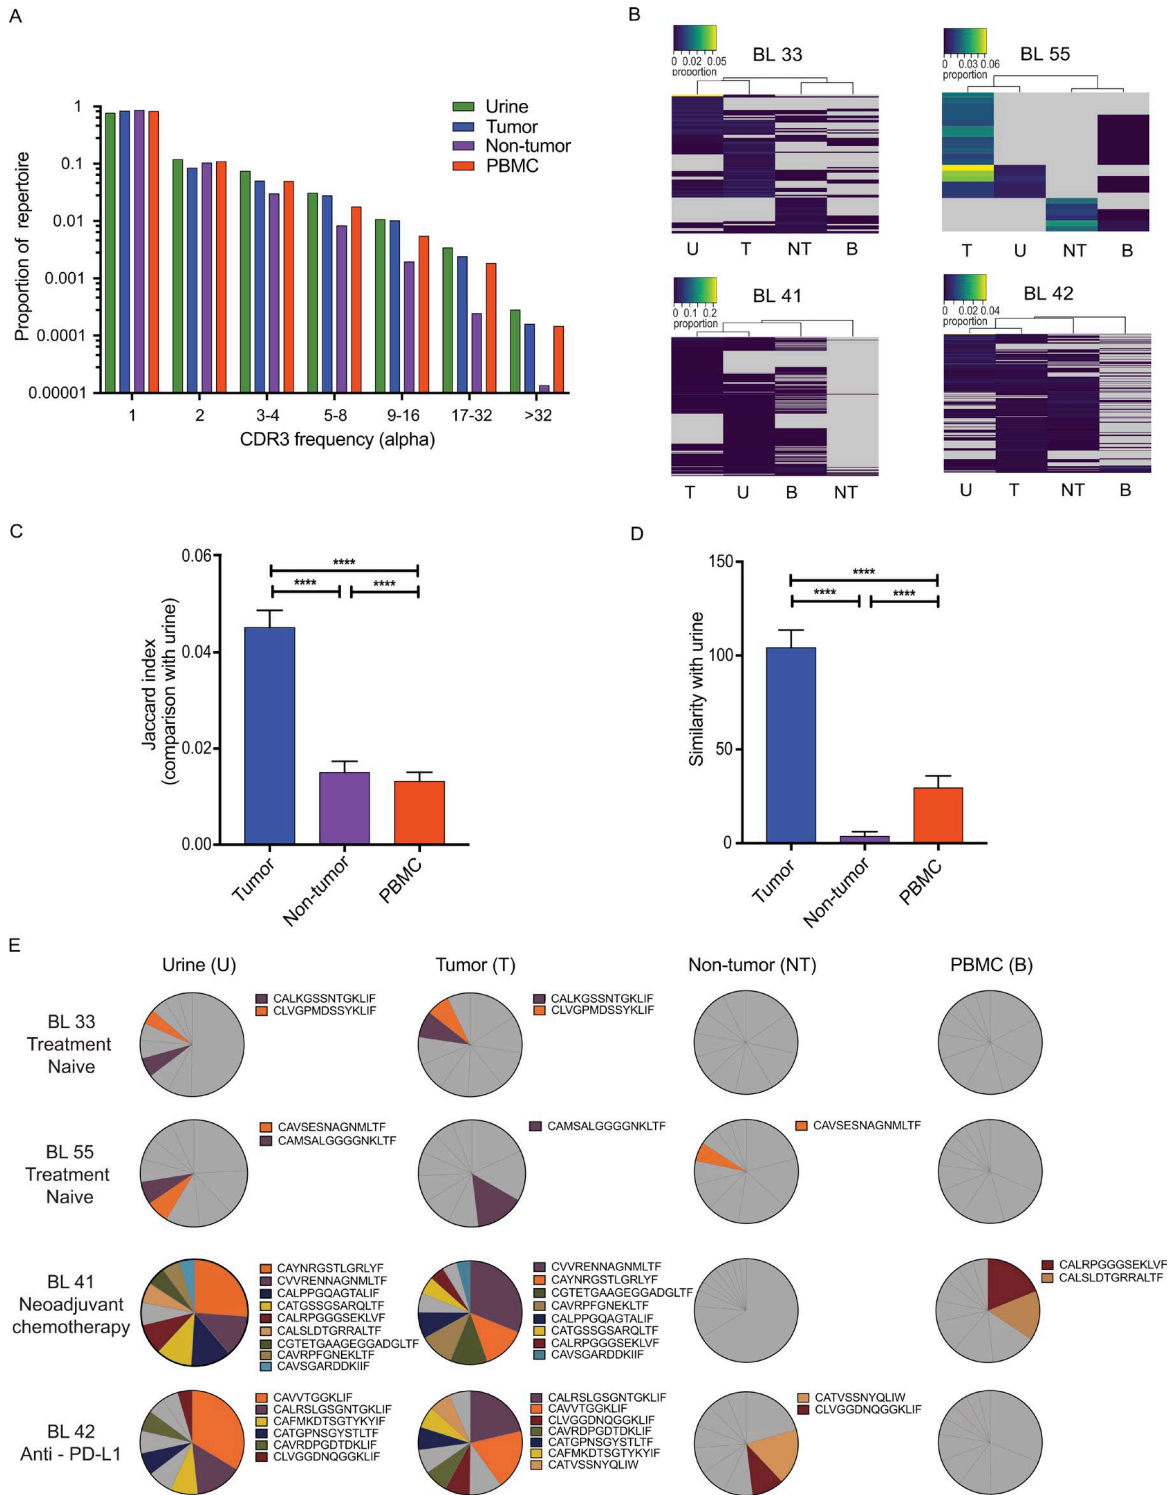 A
Proportion of repertoire
1
0.1
0.01
0.001
0.0001
0.00001
Urine
Tumor
Non-tumor
PBMC
1 2 3-4 5-8 9-16 17-32 >32
CDR3 frequency (alpha)
B
0 0.02 0.05
proportion
BL 33
U T NT B
0 0.03 0.06
proportion
BL 55
T U NT B
0 0.1 0.2
proportion
BL 41
T U B NT
0 0.02 0.04
proportion
BL 42
U T NT B
C
Jaccard index
(comparison with urine)
0.06
0.04
0.02
0.00
****
**** ****
Tumor
Non-tumor
PBMC
D
Similarity with urine
150
100
50
0
****
**** ****
Tumor
Non-tumor
PBMC
E
Urine (U) Tumor (T) Non-tumor (NT) PBMC (B)
BL 33
Treatment
Naive
CALKGSSNTGKLIF
CLVGPMDSSYKLIF
CALKGSSNTGKLIF
CLVGPMDSSYKLIF
BL 55
Treatment
Naive
CAVSESNAGNMLTF
CAMSALGGGGNKLTF
CAMSALGGGGNKLTF
CAVSESNAGNMLTF
BL 41
Neoadjuvant
chemotherapy
CAYNRGSTLGRLYF
CVVRENNAGNMLTF
CALPPGQAGTALIF
CATGSSGSARQLTF
CALRPGGGSEKLVF
CALSLDTGRRALTF
CGTETGAAGEGGADGLTF
CAVRPFGNEKLTF
CAVSGARDDKIIF
CVVRENNAGNMLTF
CAYNRGSTLGRLYF
CGTETGAAGEGGADGLTF
CAVRPFGNEKLTF
CALPPGQAGTALIF
CATGSSGSARQLTF
CALRPGGGSEKLVF
CAVSGARDDKIIF
CALRPGGGSEKLVF
CALSLDTGRRALTF
BL 42
Anti - PD-L1
CAVVTGGKLIF
CALRSLGSGNTGKLIF
CAFMKDTSGTYKYIF
CATGPNSGYSTLTF
CAVRDPGDTDKLIF
CLVGGDNQGGKLIF
CALRSLGSGNTGKLIF
CAVVTGGKLIF
CLVGGDNQGGKLIF
CAVRDPGDTDKLIF
CATGPNSGYSTLTF
CAFMKDTSGTYKYIF
CATVSSNYQLIW
CATVSSNYQLIW
CLVGGDNQGGKLIF